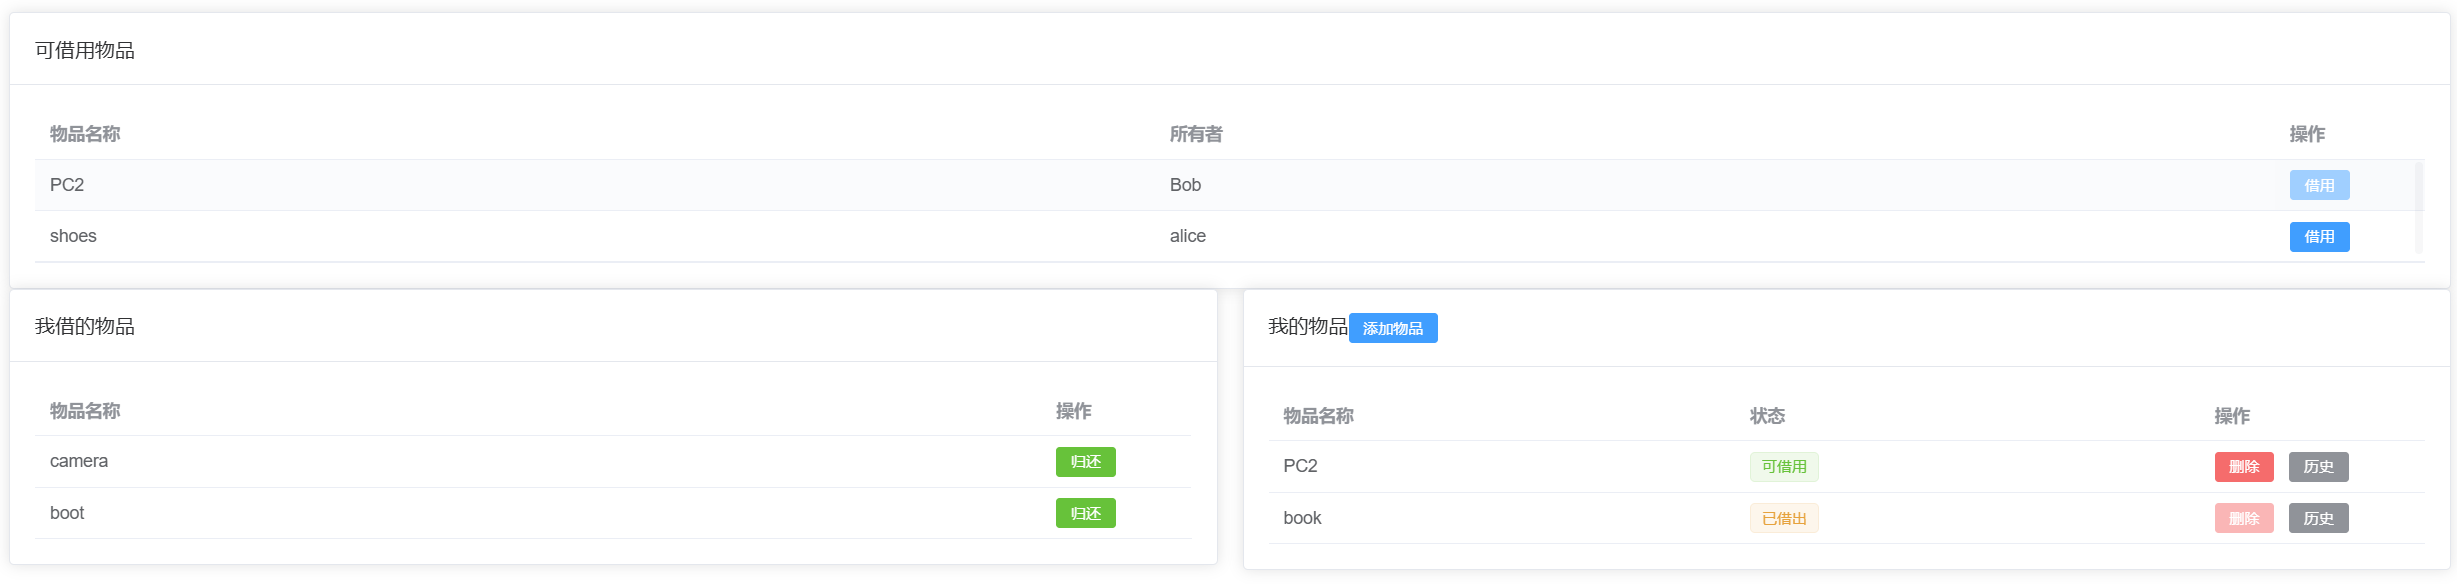 可借用物品
物品名称 所有者 操作
PC2 Bob 借用
shoes alice 借用
我借的物品
物品名称 操作
camera 归还
boot 归还
我的物品 添加物品
物品名称 状态 操作
PC2 可借用 删除 历史
book 已借出 删除 历史